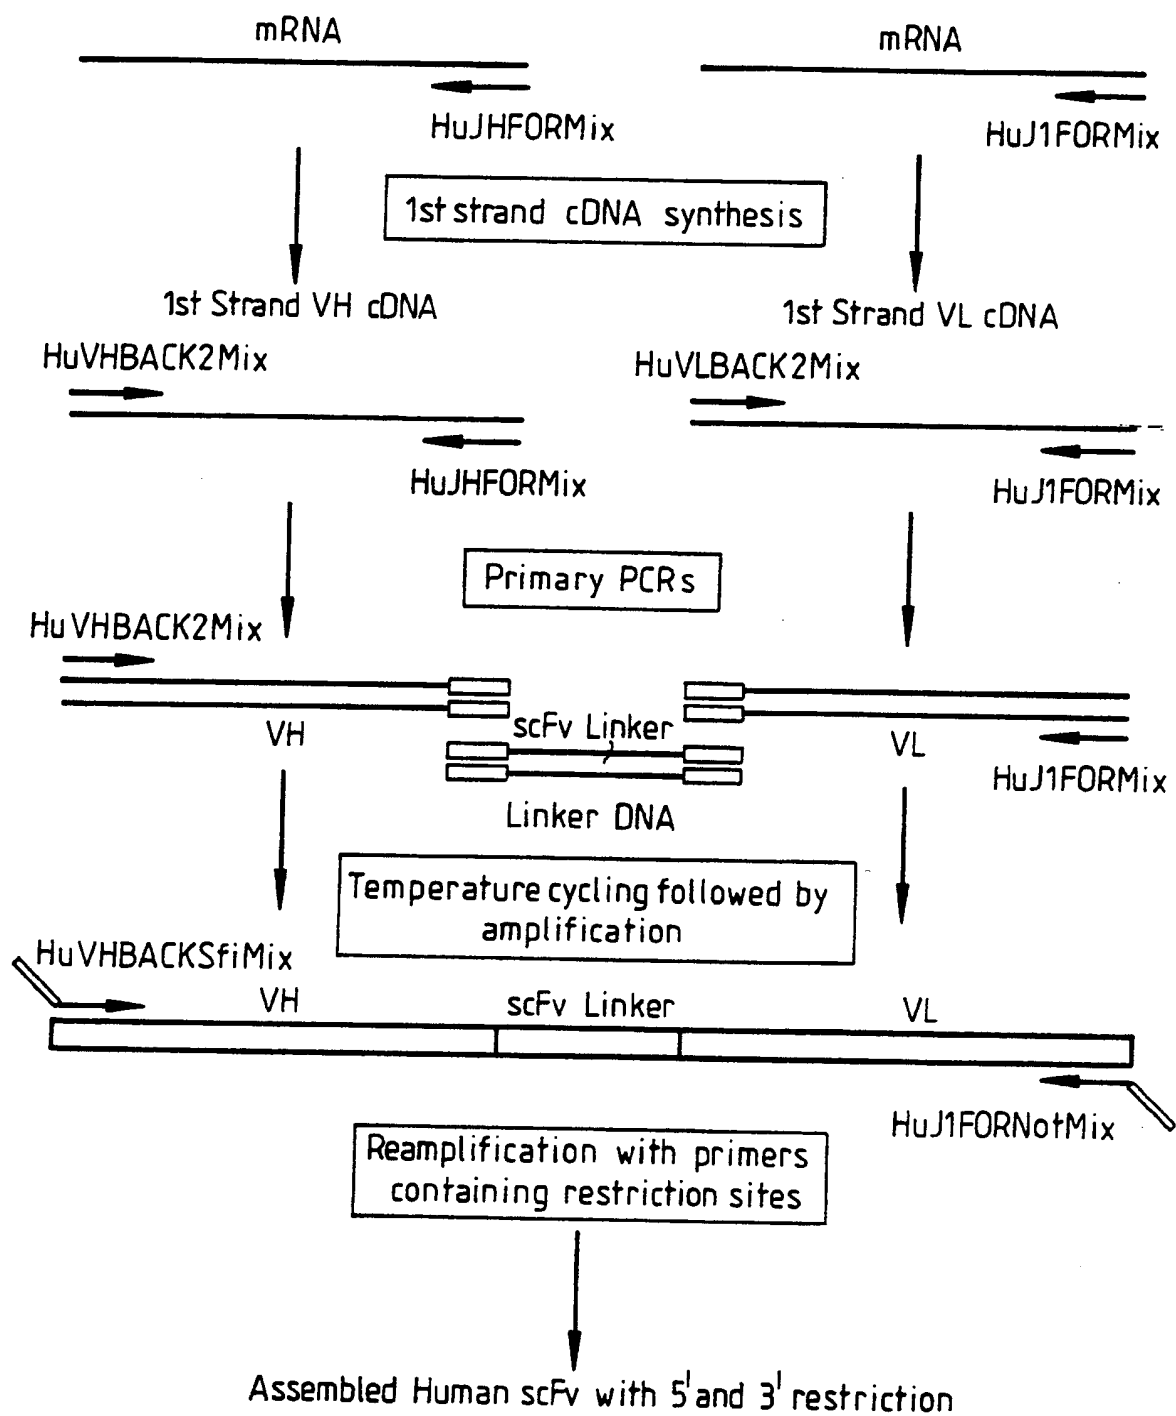 mRNA
mRNA
HuJHFORMix
HuJ1FORMix
1st strand cDNA synthesis
1st Strand VH cDNA
1st Strand VL cDNA
HuVHBACK2Mix
HuVLBACK2Mix
HuJHFORMix
HuJ1FORMix
Primary PCRs
HuVHBACK2Mix
VH
scFv Linker
VL
HuJ1FORMix
Linker DNA
Temperature cycling followed by
amplification
HuVHBACKSfiMix
VH
scFv Linker
VL
HuJ1FORNotMix
Reamplification with primers
containing restriction sites
Assembled Human scFv with 5' and 3' restriction